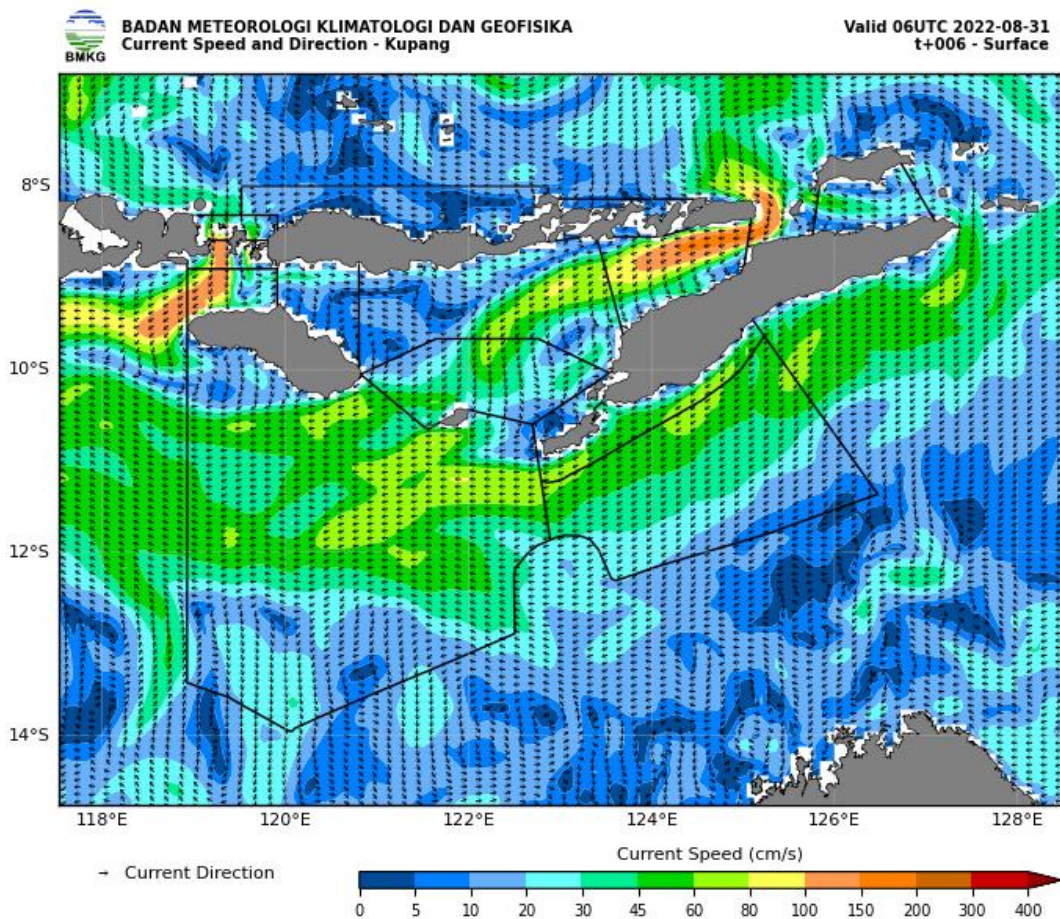 BADAN METEOROLOGI KLIMATOLOGI DAN GEOFISIKA
Current Speed and Direction - Kupang
Valid 06UTC 2022-08-31
t+006 - Surface
BMKG
8°S
10°S
12°S
14°S
118°E 120°E 122°E 124°E 126°E 128°E
→ Current Direction
Current Speed (cm/s)
0 5 10 20 30 45 60 80 100 150 200 300 400